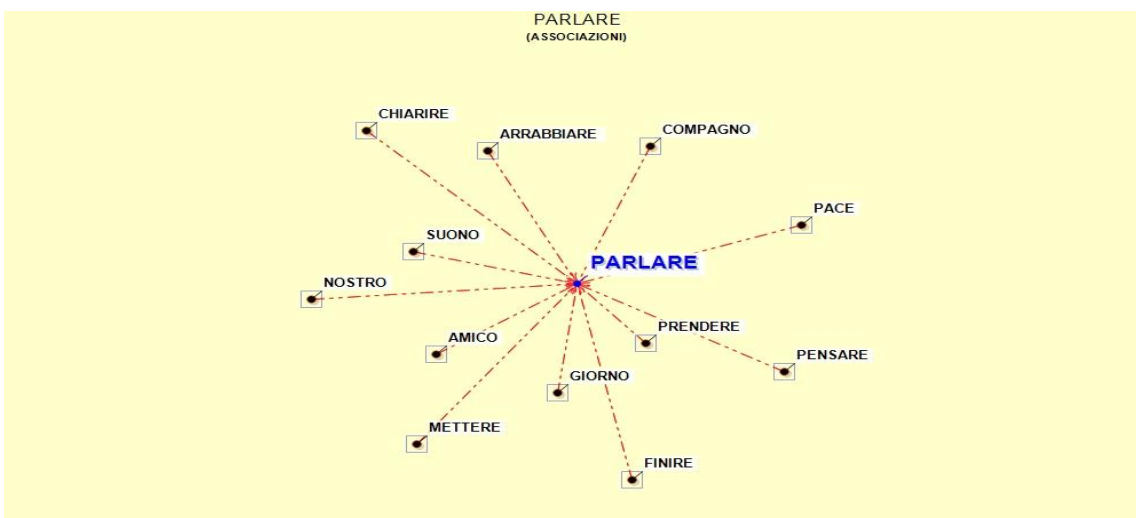 PARLARE
(ASSOCIAZIONI)
CHIARIRE
ARRABBIARE
COMPAGNO
PACE
SUONO
PARLARE
NOSTRO
PRENDERE
AMICO
PENSARE
GIORNO
METTERE
FINIRE